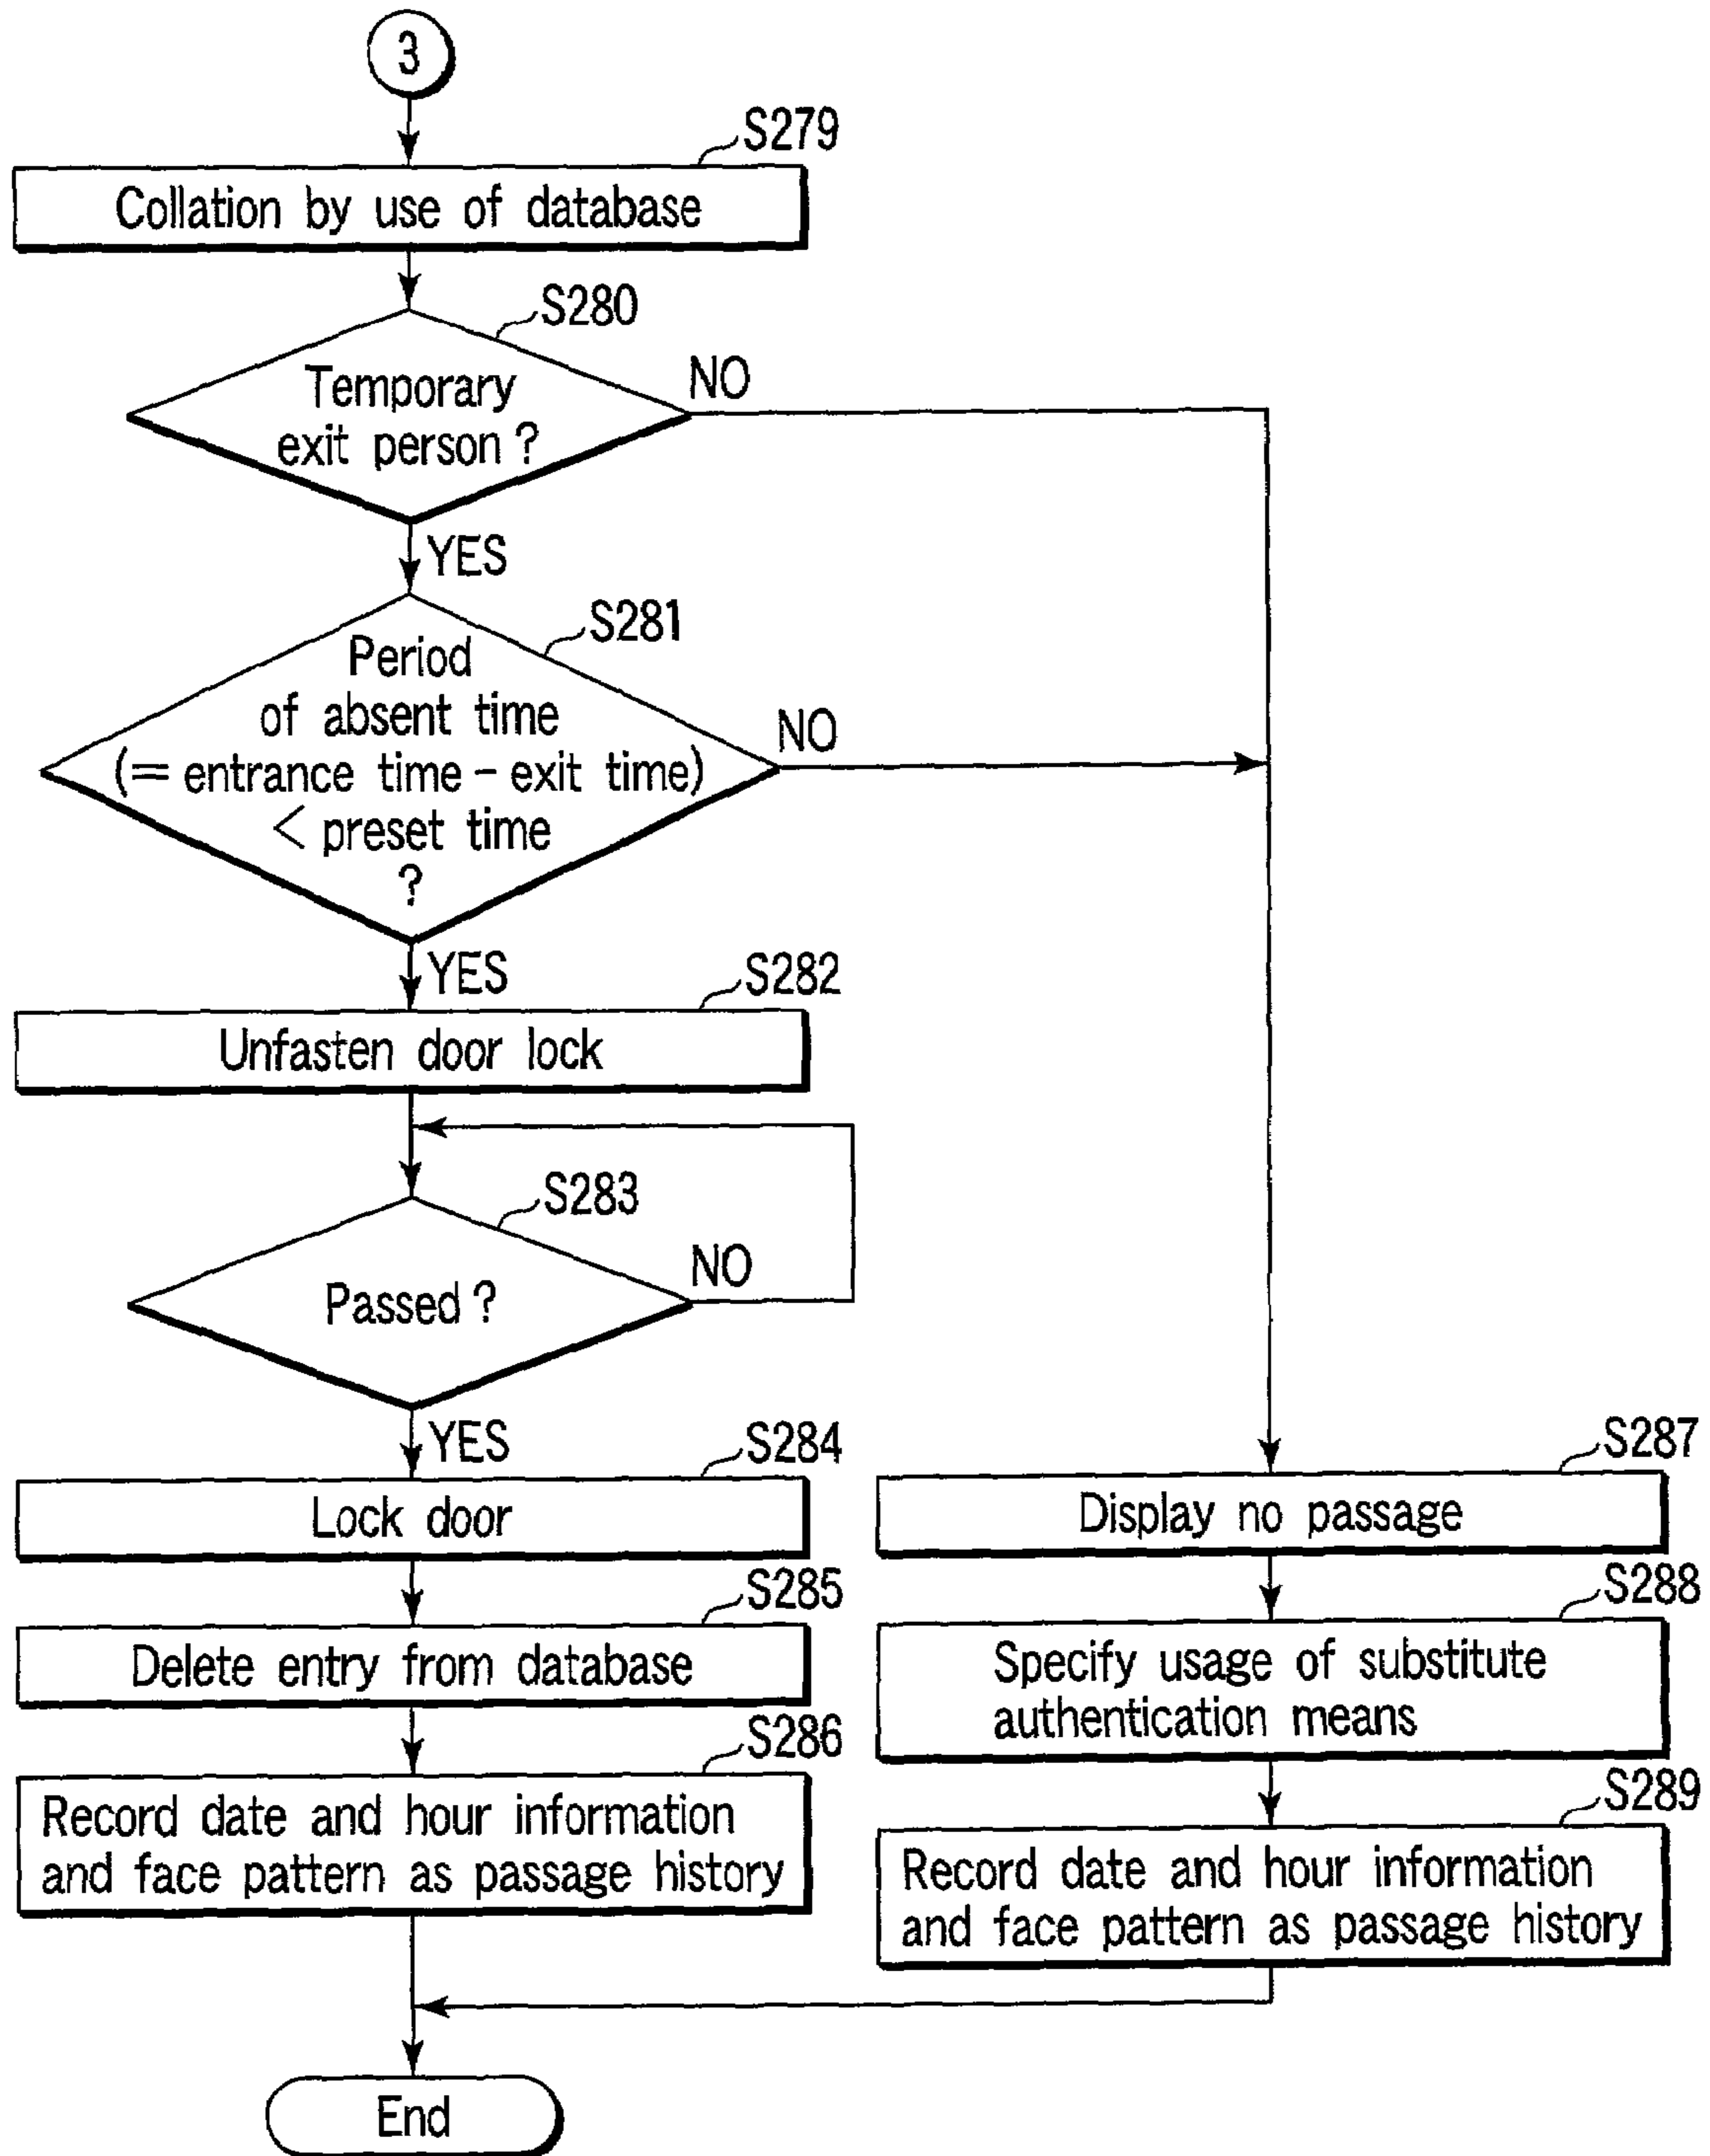 3
S279
Collation by use of database
S280
Temporary
exit person ?
NO
YES
S281
Period
of absent time
(= entrance time - exit time)
< preset time
?
NO
YES
S282
Unfasten door lock
S283
Passed ?
NO
YES
S284
Lock door
S285
Delete entry from database
S286
Record date and hour information
and face pattern as passage history
S287
Display no passage
S288
Specify usage of substitute
authentication means
S289
Record date and hour information
and face pattern as passage history
End